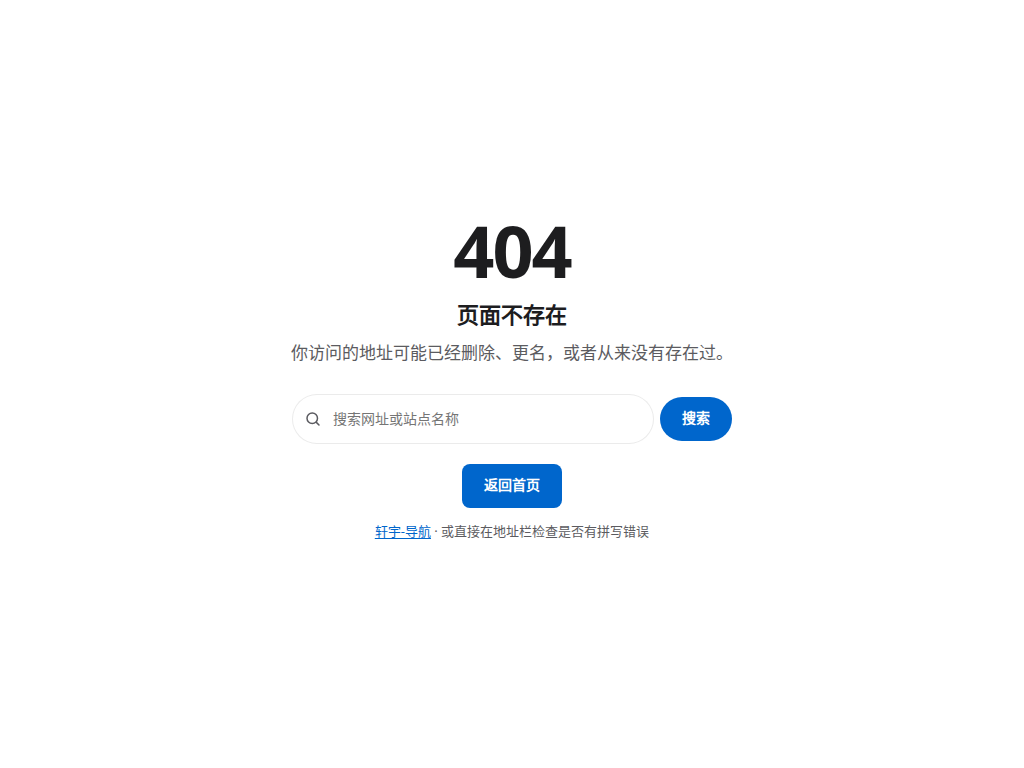 404
页面不存在
你访问的地址可能已经删除、更名，或者从来没有存在过。
搜索网址或站点名称
搜索
返回首页
轩宇-导航 · 或直接在地址栏检查是否有拼写错误